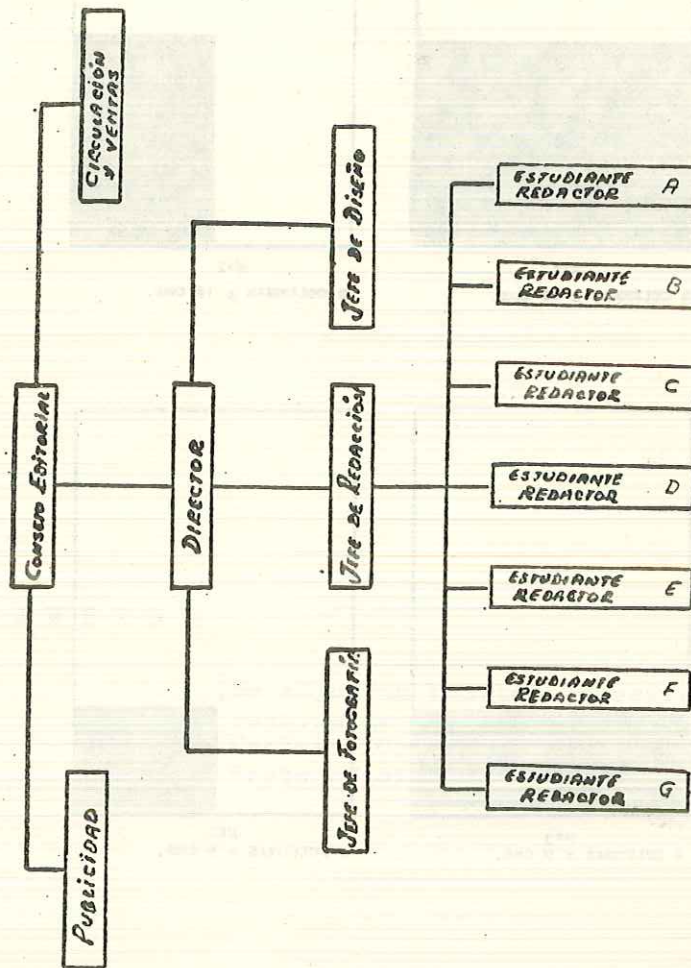 CONSEJO EDITORIAL
PUBLICIDAD
CIRCULACIÓN
Y VENTAS
DIRECTOR
JEFE DE FOTOGRAFÍA
JEFE DE REDACCIÓN
JEFE DE DISEÑO
ESTUDIANTE
REDACTOR A
ESTUDIANTE
REDACTOR B
ESTUDIANTE
REDACTOR C
ESTUDIANTE
REDACTOR D
ESTUDIANTE
REDACTOR E
ESTUDIANTE
REDACTOR F
ESTUDIANTE
REDACTOR G